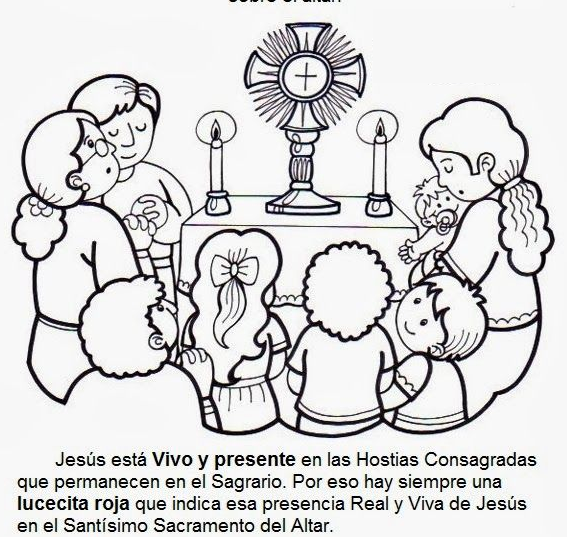 sobre el altar.
Jesús está Vivo y presente en las Hostias Consagradas
que permanecen en el Sagrario. Por eso hay siempre una
lucecita roja que indica esa presencia Real y Viva de Jesús
en el Santísimo Sacramento del Altar.